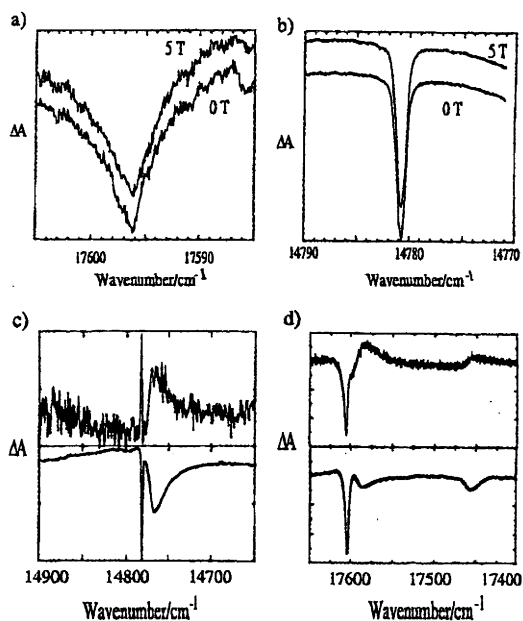 a)
5 T
0 T
ΔA
17600
17590
Wavenumber/cm-1
b)
5 T
0 T
ΔA
14790
14780
14770
Wavenumber/cm-1
c)
ΔA
14900
14800
14700
Wavenumber/cm-1
d)
ΔA
17600
17500
17400
Wavenumber/cm-1